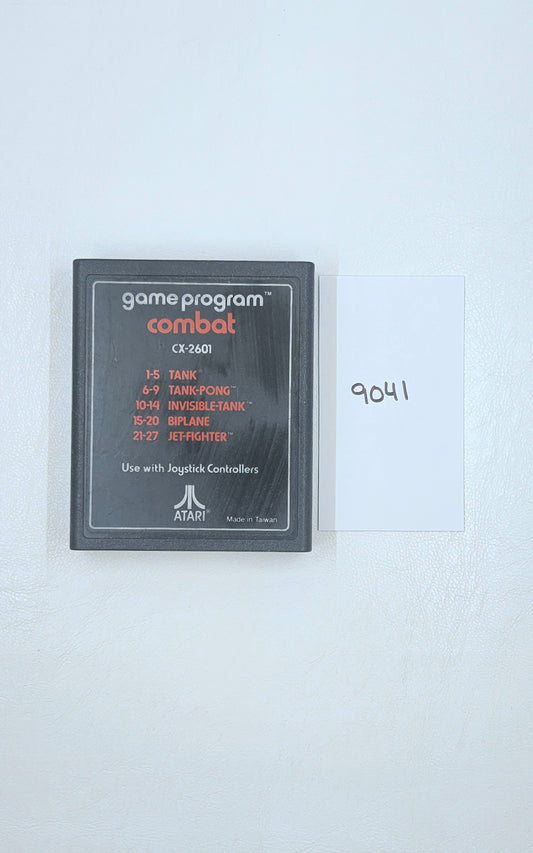 game program™
combat
CX-2601
1-5 TANK
6-9 TANK-PONG™
10-14 INVISIBLE-TANK™
15-20 BIPLANE
21-27 JET-FIGHTER™
Use with Joystick Controllers
ATARI®
Made in Taiwan
9041